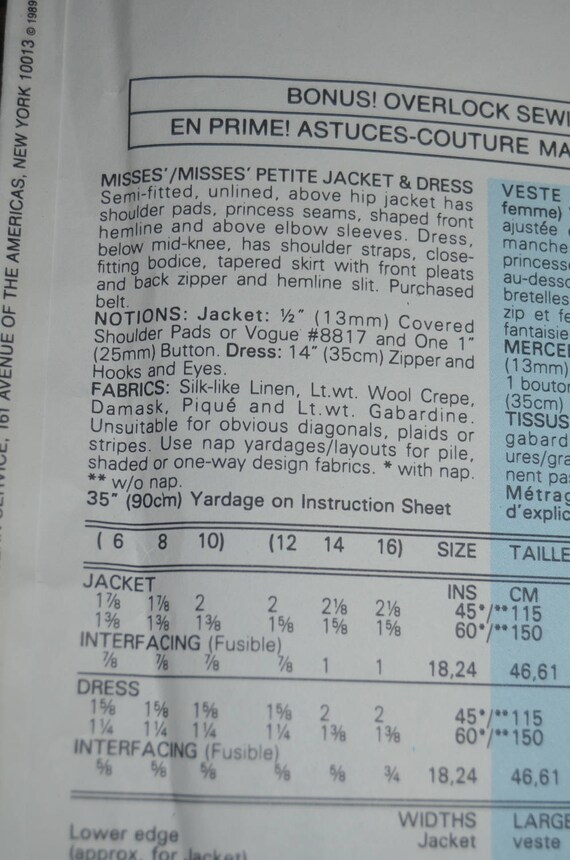 161 AVENUE OF THE AMERICAS, NEW YORK 10013 © 1989
BONUS! OVERLOCK
EN PRIME! ASTUCES-COUTURE
MISSES'/MISSES' PETITE JACKET & DRESS
Semi-fitted, unlined, above hip jacket has
shoulder pads, princess seams, shaped front
hemline and above elbow sleeves. Dress,
below mid-knee, has shoulder straps, close-
fitting bodice, tapered skirt with front pleats
and back zipper and hemline slit. Purchased
belt.
NOTIONS: Jacket: ½" (13mm) Covered
Shoulder Pads or Vogue #8817 and One 1"
(25mm) Button. Dress: 14" (35cm) Zipper and
Hooks and Eyes.
FABRICS: Silk-like Linen, Lt.wt. Wool Crepe,
Damask, Piqué and Lt.wt. Gabardine.
Unsuitable for obvious diagonals, plaids or
stripes. Use nap yardages/layouts for pile,
shaded or one-way design fabrics. * with nap.
** w/o nap.
35" (90cm) Yardage on Instruction Sheet
( 6 8 10) (12 14 16) SIZE TAILLE
JACKET INS CM
1⅞ 1⅞ 2 2 2⅛ 2⅛ 45*/**115
1⅜ 1⅜ 1⅜ 1⅝ 1⅝ 1⅝ 60*/**150
INTERFACING (Fusible)
⅞ ⅞ ⅞ ⅞ 1 1 18,24 46,61
DRESS
1⅝ 1⅝ 1⅝ 1⅝ 2 2 45*/**115
1¼ 1¼ 1¼ 1¼ 1⅜ 1⅜ 60*/**150
INTERFACING (Fusible)
⅝ ⅝ ⅝ ⅝ ⅝ ¾ 18,24 46,61
WIDTHS
Lower edge Jacket
(approx. for Jacket)
VESTE
femme)
ajustée
manche
princesse
au-desso
bretelles
zip et fe
fantaisie
MERCE
(13mm)
1 bouton
(35cm)
TISSUS
gabard
ures/gra
nent pa
Métrag
d'explic
LARGE
veste